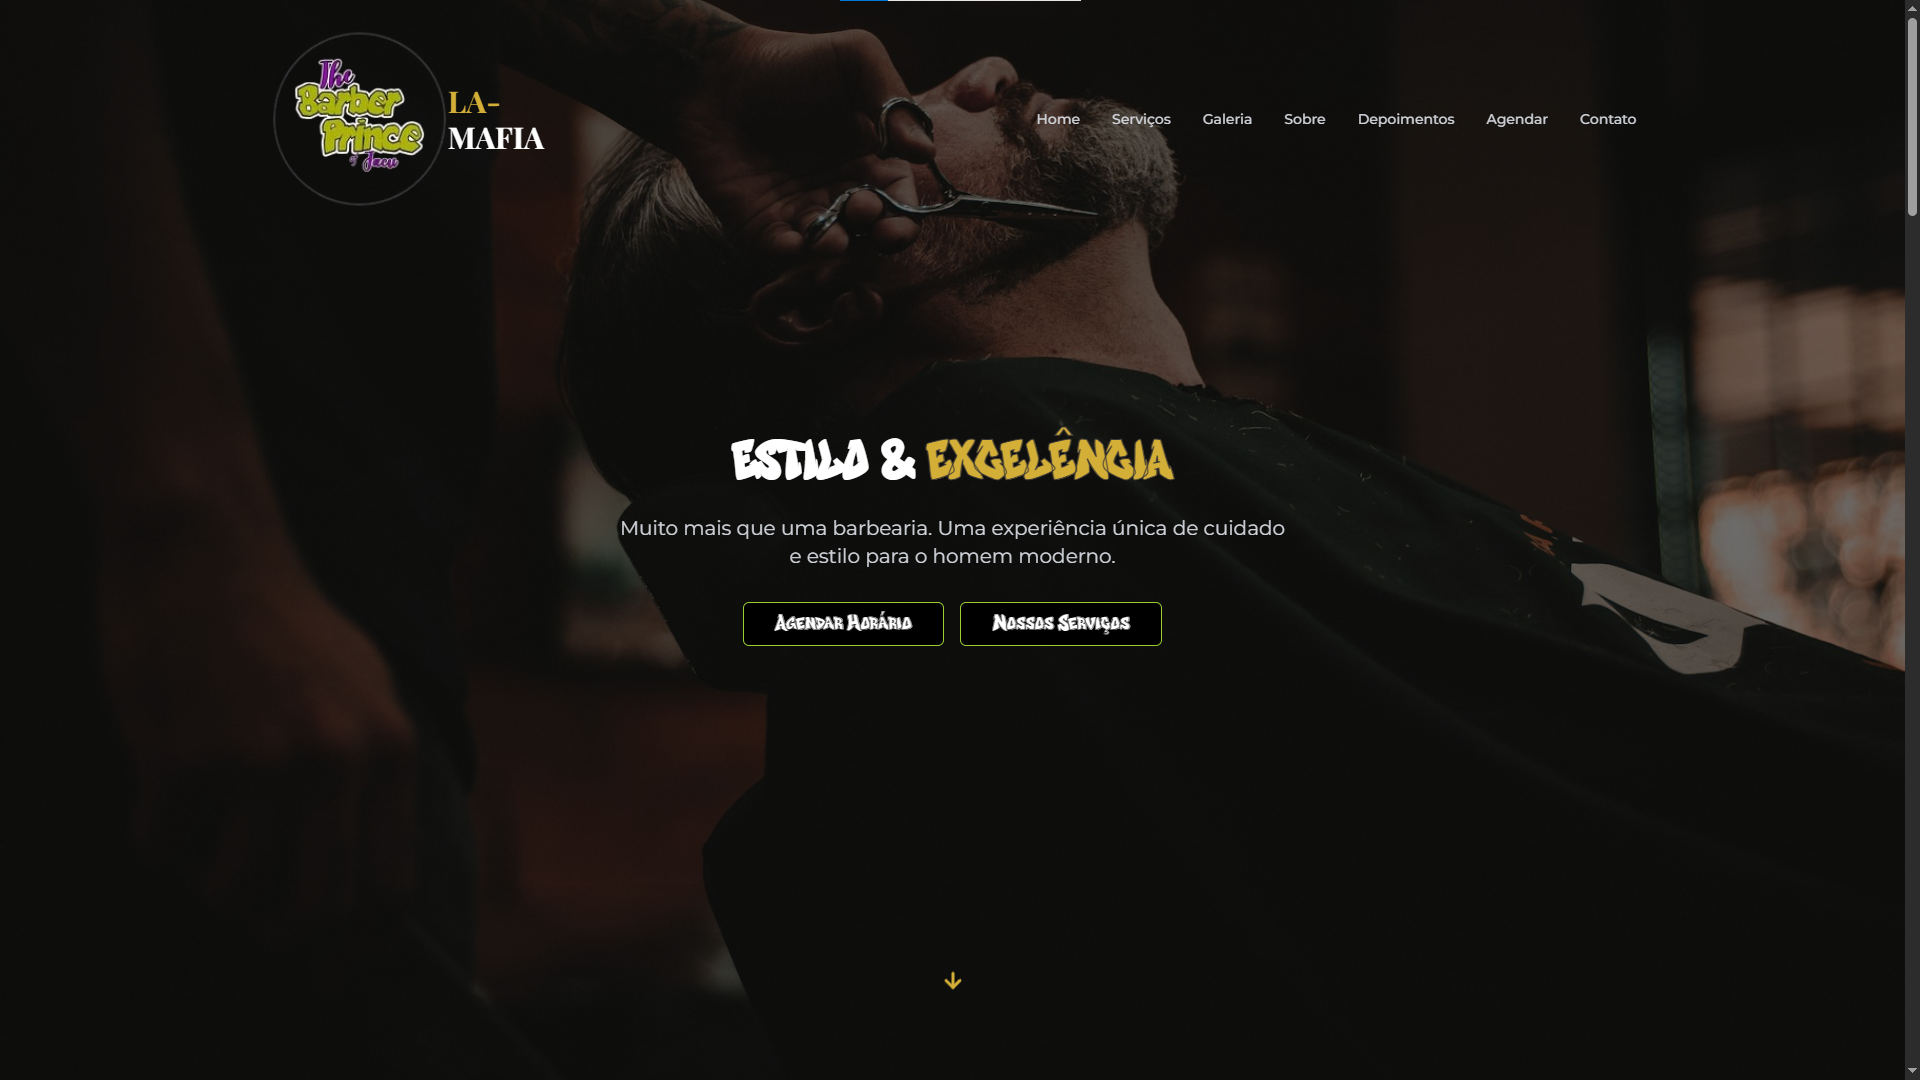 The
Barber
Prince
of Jacu
LA-
MAFIA
Home Serviços Galeria Sobre Depoimentos Agendar Contato
ESTILO & EXCELÊNCIA
Muito mais que uma barbearia. Uma experiência única de cuidado
e estilo para o homem moderno.
Agendar Horário Nossos Serviços